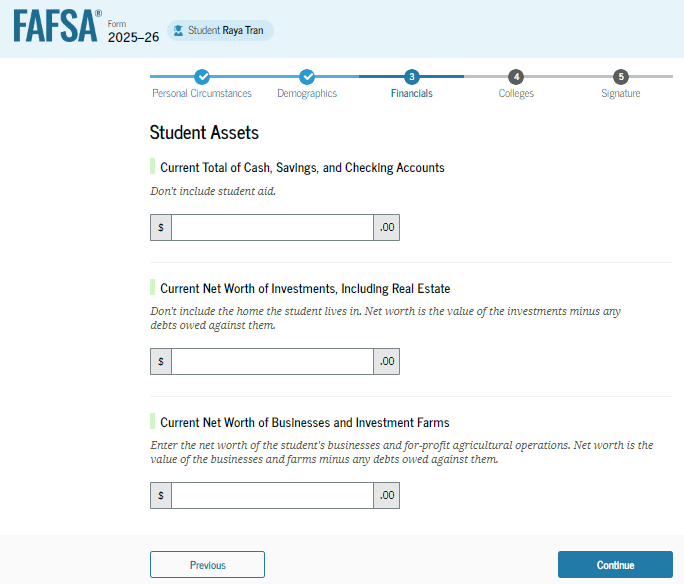 FAFSA®
Form
2025–26
Student Raya Tran
3
4
5
Personal Circumstances
Demographics
Financials
Colleges
Signature
Student Assets
Current Total of Cash, Savings, and Checking Accounts
Don't include student aid.
$
.00
Current Net Worth of Investments, Including Real Estate
Don't include the home the student lives in. Net worth is the value of the investments minus any
debts owed against them.
$
.00
Current Net Worth of Businesses and Investment Farms
Enter the net worth of the student's businesses and for-profit agricultural operations. Net worth is the
value of the businesses and farms minus any debts owed against them.
$
.00
Previous
Continue